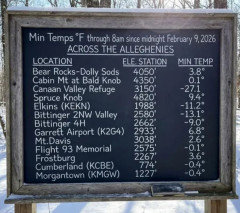 Min Temps °F through 8am since midnight February 9, 2026
ACROSS THE ALLEGHENIES
LOCATION ELE. STATION MIN TEMP
Bear Rocks-Dolly Sods 4000' 3.8°
Cabin Mt at Bald Knob 4350' 0.1°
Canaan Valley Refuge 3150' -27.1
Spruce Knob 4820' 9.4°
Elkins (KEKN) 1988' -11.2°
Bittinger 2NW Valley 2580' -13.1°
Bittinger 4H 2662' -9.0°
Garrett Airport (K2G4) 2933' 6.8°
Mt.Davis 3038' 2.6°
Flight 93 Memorial 2575' -0.1°
Frostburg 2267' 3.6°
Cumberland (KCBE) 774' -0.4°
Morgantown (KMGW) 1227' -0.4°